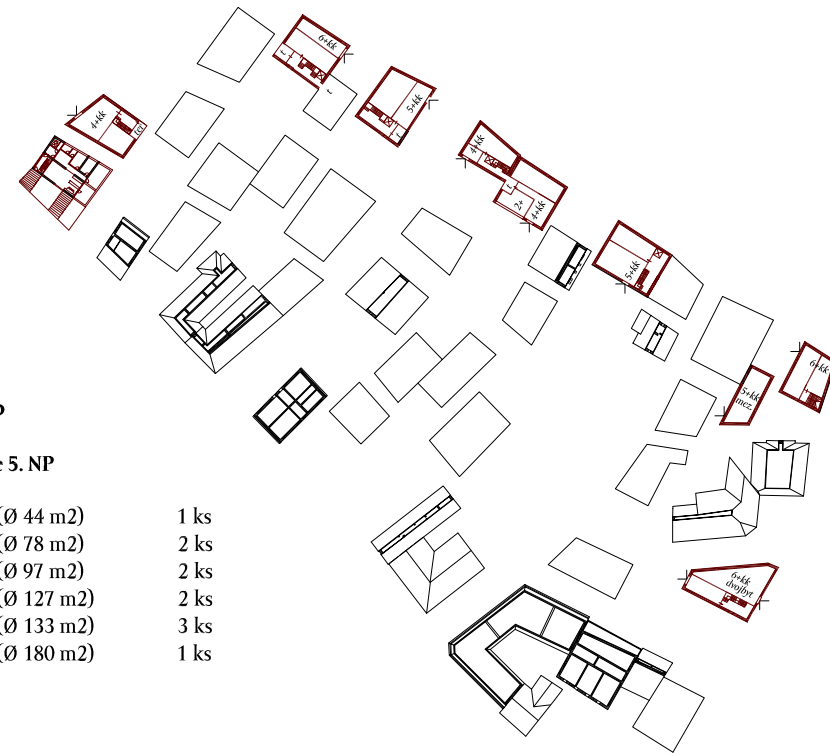 6+kk
t
t
5+kk
t
4+kk
ter
4+kk
t
2+
4+kk
5+kk
6+kk
5+kk
mez.
5. NP
(Ø 44 m2) 1 ks
(Ø 78 m2) 2 ks
(Ø 97 m2) 2 ks
(Ø 127 m2) 2 ks
(Ø 133 m2) 3 ks
(Ø 180 m2) 1 ks
6+kk
dvojbyt